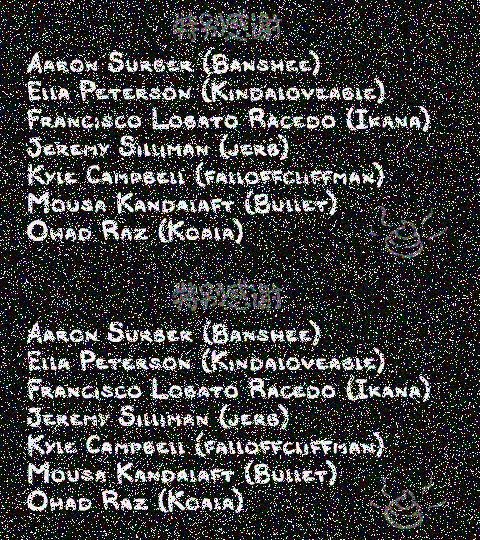 Aaron Surber (Banshee)
Ella Peterson (Kindaloveable)
Francisco Lobato Racedo (Ikana)
Jeremy Silliman (jerb)
Kyle Campbell (falloffcliffman)
Mousa Kandalaft (Bullet)
Ohad Raz (Koala)
Aaron Surber (Banshee)
Ella Peterson (Kindaloveable)
Francisco Lobato Racedo (Ikana)
Jeremy Silliman (jerb)
Kyle Campbell (falloffcliffman)
Mousa Kandalaft (Bullet)
Ohad Raz (Koala)